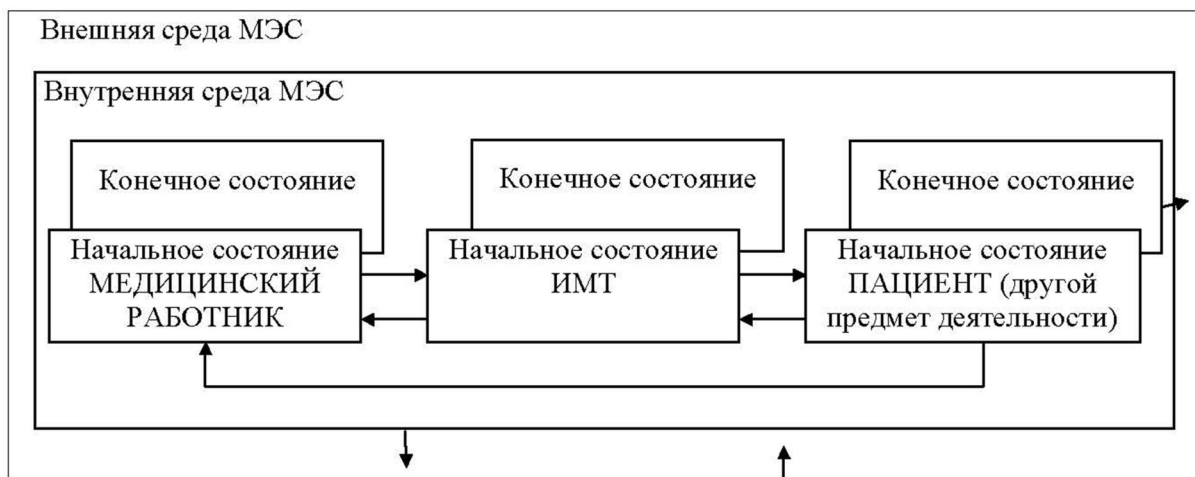 Внешняя среда МЭС
Внутренняя среда МЭС
Конечное состояние
Конечное состояние
Конечное состояние
Начальное состояние
МЕДИЦИНСКИЙ
РАБОТНИК
Начальное состояние
ИМТ
Начальное состояние
ПАЦИЕНТ (другой
предмет деятельности)